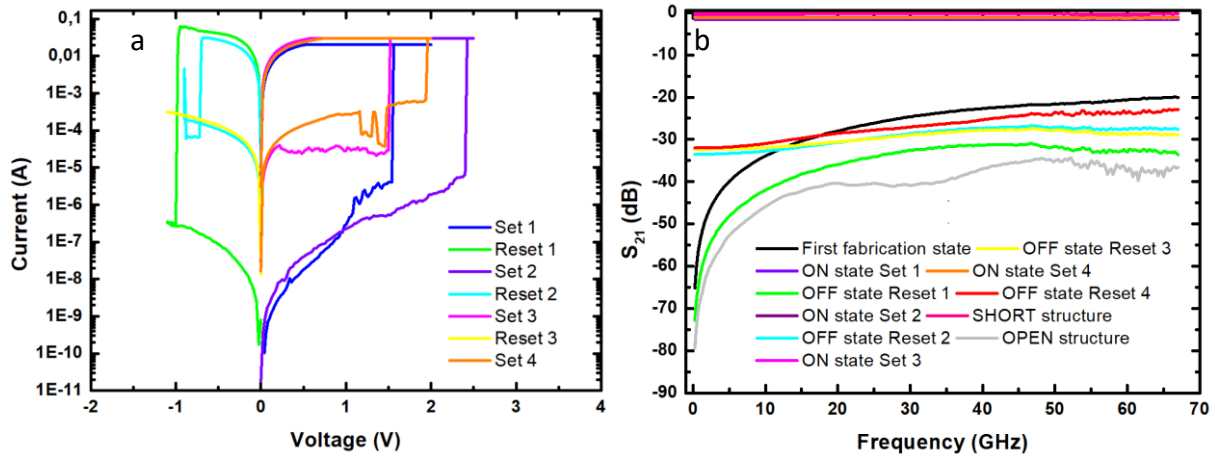 a
Current (A)
0,1
0,01
1E-3
1E-4
1E-5
1E-6
1E-7
1E-8
1E-9
1E-10
1E-11
-2
-1
0
1
2
3
4
Voltage (V)
Set 1
Reset 1
Set 2
Reset 2
Set 3
Reset 3
Set 4
b
S21 (dB)
0
-10
-20
-30
-40
-50
-60
-70
-80
-90
0
10
20
30
40
50
60
70
Frequency (GHz)
First fabrication state
OFF state Reset 3
ON state Set 1
ON state Set 4
OFF state Reset 1
OFF state Reset 4
ON state Set 2
SHORT structure
OFF state Reset 2
OPEN structure
ON state Set 3